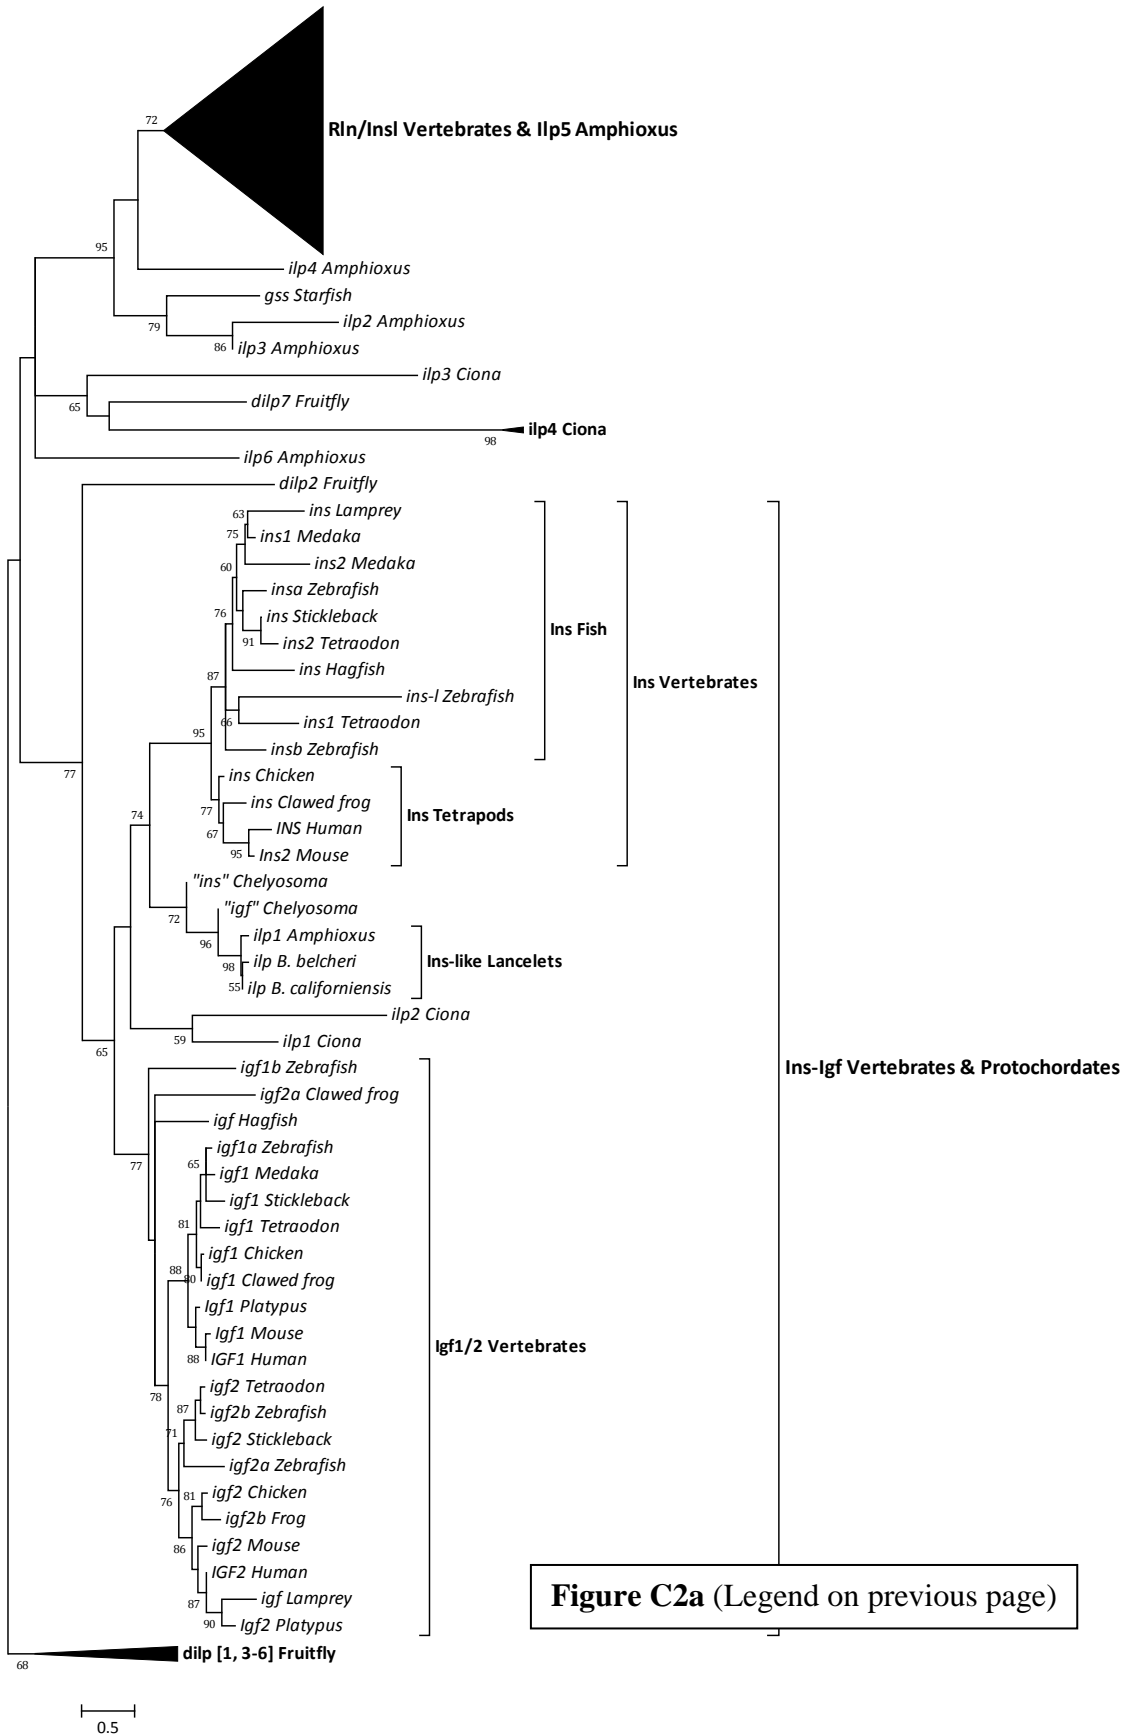 72
Rln/Insl Vertebrates & Ilp5 Amphioxus
95
ilp4 Amphioxus
gss Starfish
79
ilp2 Amphioxus
86
ilp3 Amphioxus
ilp3 Ciona
65
dilp7 Fruitfly
98
ilp4 Ciona
ilp6 Amphioxus
dilp2 Fruitfly
63
ins Lamprey
75
ins1 Medaka
ins2 Medaka
60
insa Zebrafish
76
ins Stickleback
91
ins2 Tetraodon
Ins Fish
ins Hagfish
87
Ins Vertebrates
ins-l Zebrafish
66
ins1 Tetraodon
95
insb Zebrafish
77
ins Chicken
77
ins Clawed frog
Ins Tetrapods
74
67
INS Human
95
Ins2 Mouse
"ins" Chelyosoma
72
"igf" Chelyosoma
96
ilp1 Amphioxus
98
ilp B. belcheri
Ins-like Lancelets
55
ilp B. californiensis
ilp2 Ciona
59
ilp1 Ciona
65
igf1b Zebrafish
Ins-Igf Vertebrates & Protochordates
igf2a Clawed frog
igf Hagfish
77
igf1a Zebrafish
65
igf1 Medaka
igf1 Stickleback
81
igf1 Tetraodon
igf1 Chicken
88
80
igf1 Clawed frog
Igf1 Platypus
Igf1 Mouse
Igf1/2 Vertebrates
88
IGF1 Human
78
igf2 Tetraodon
87
igf2b Zebrafish
71
igf2 Stickleback
igf2a Zebrafish
76
81
igf2 Chicken
igf2b Frog
86
igf2 Mouse
IGF2 Human
87
igf Lamprey
90
Igf2 Platypus
Figure C2a (Legend on previous page)
68
dilp [1, 3-6] Fruitfly
0.5